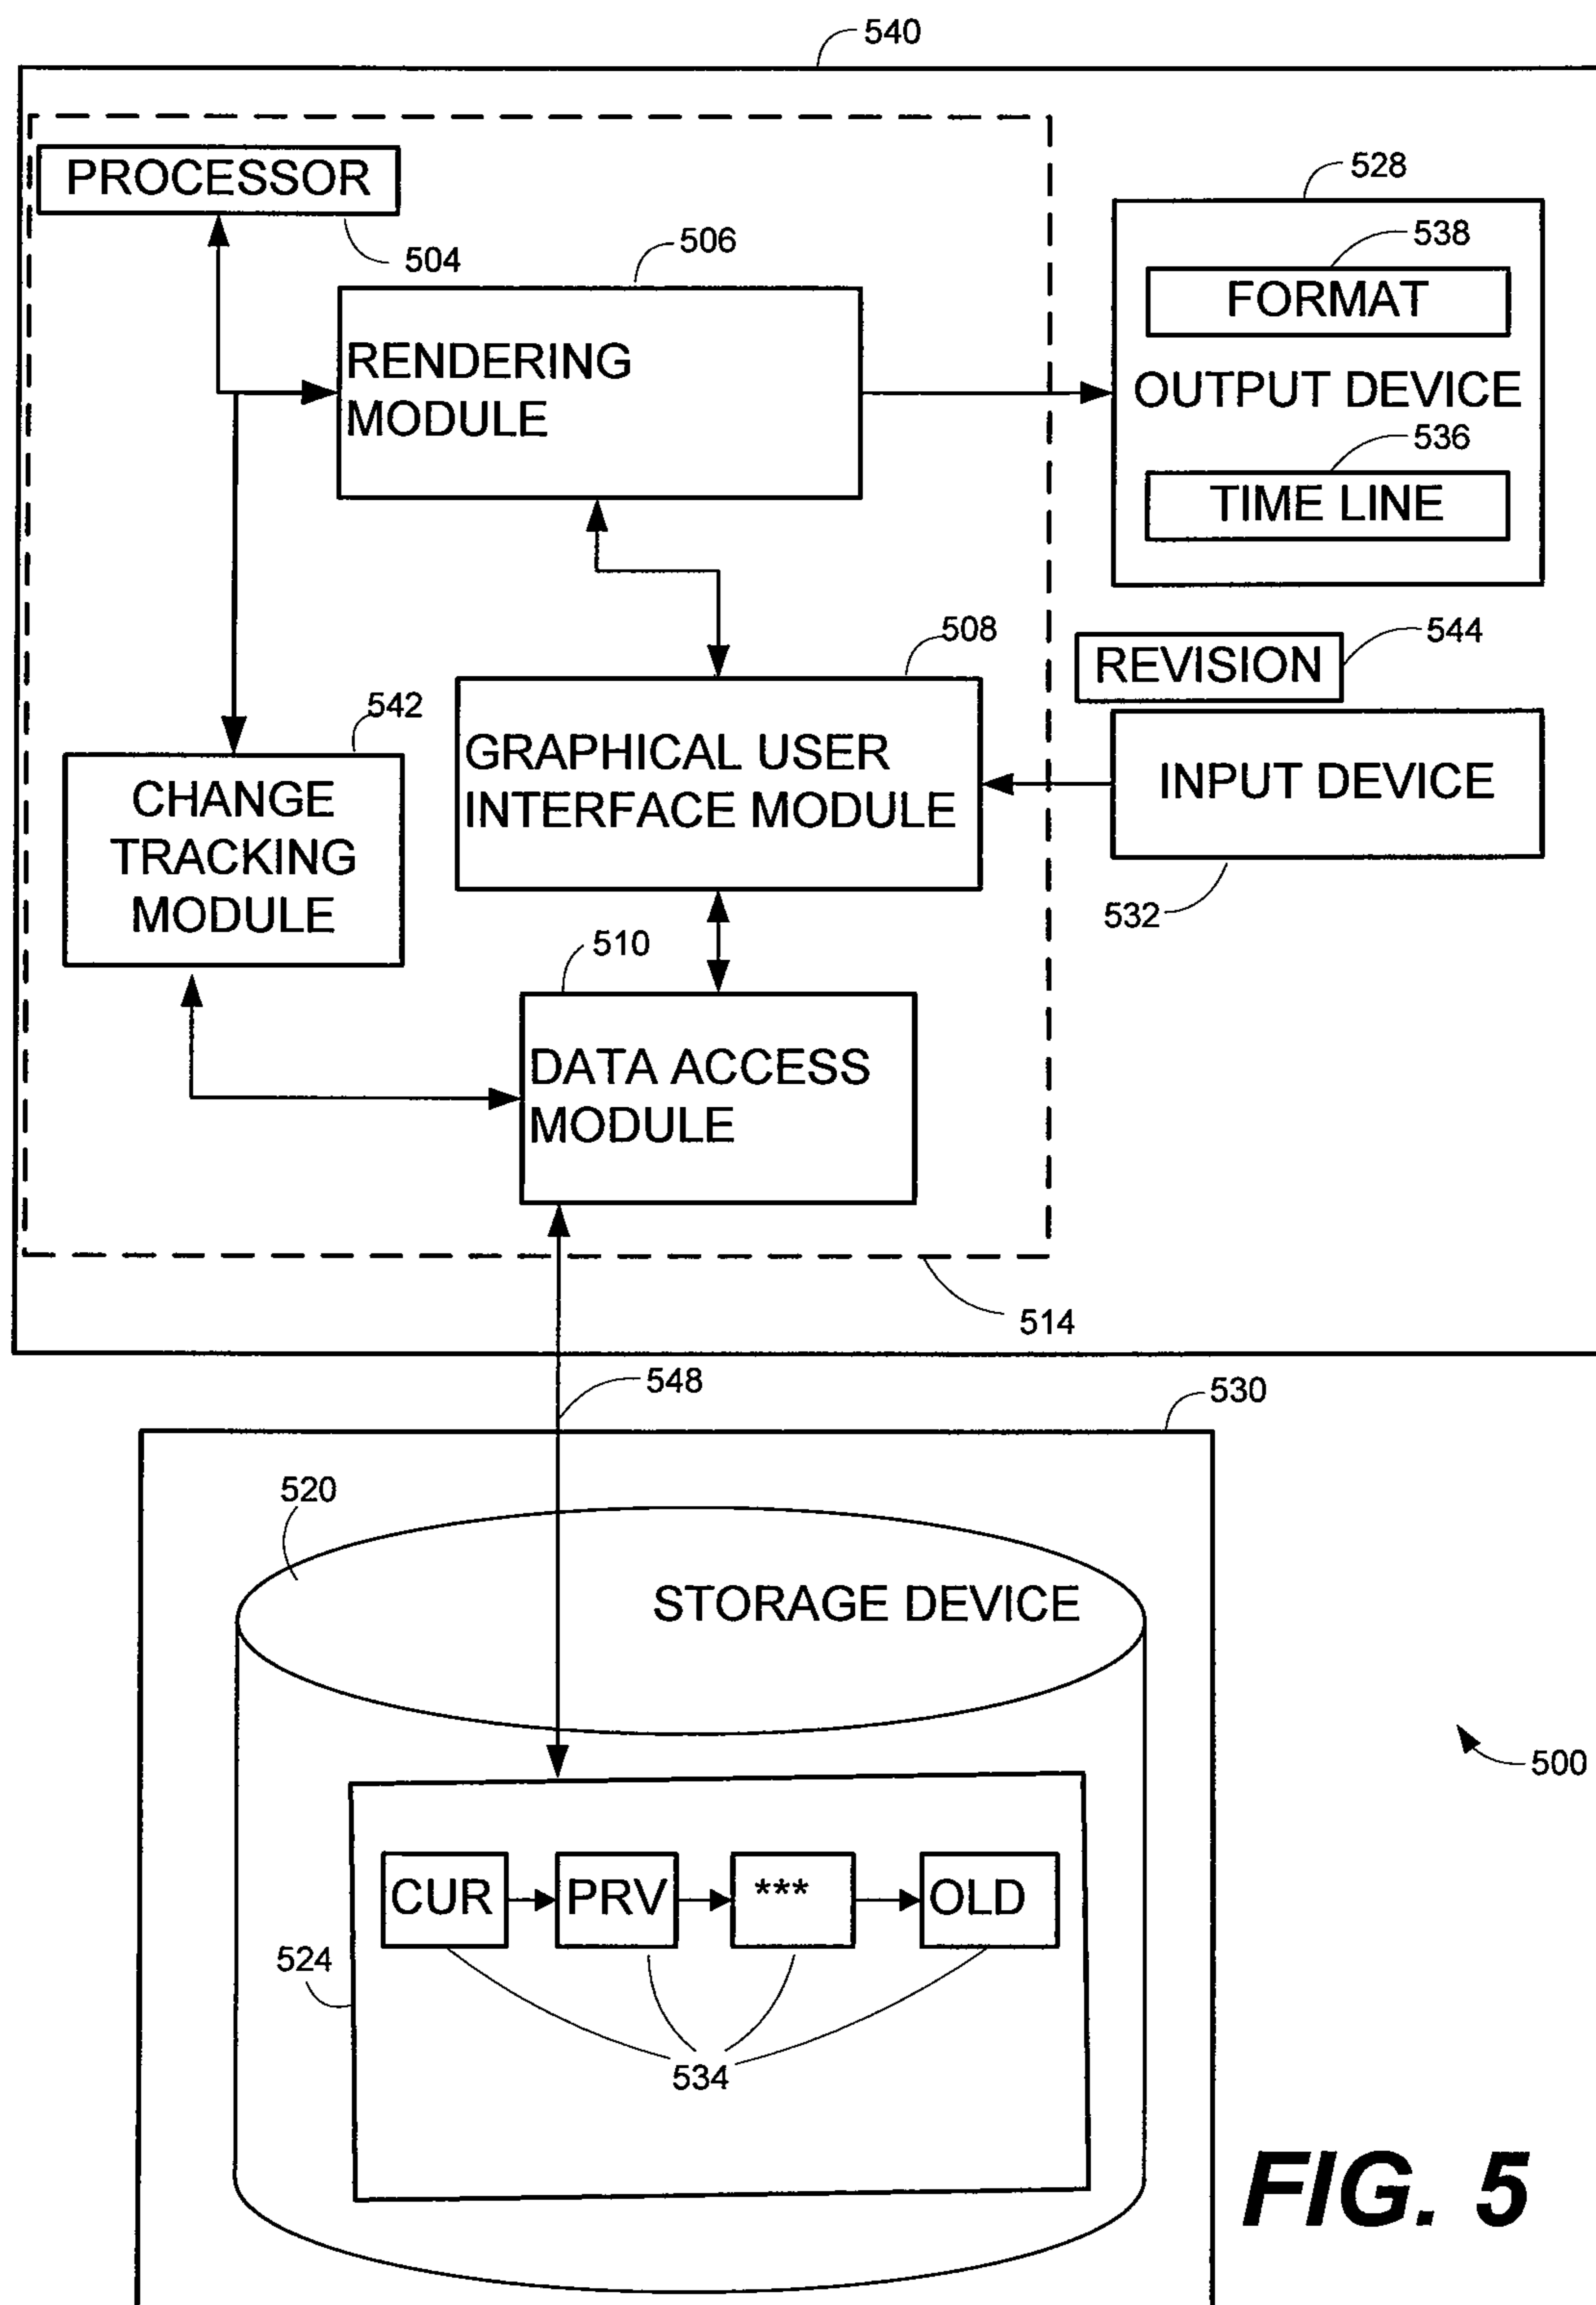 540
PROCESSOR
504
506
RENDERING
MODULE
528
538
FORMAT
OUTPUT DEVICE
536
TIME LINE
508
544
REVISION
542
CHANGE
TRACKING
MODULE
GRAPHICAL USER
INTERFACE MODULE
INPUT DEVICE
532
510
DATA ACCESS
MODULE
514
548
530
520
STORAGE DEVICE
500
CUR
PRV
***
OLD
524
534
FIG. 5